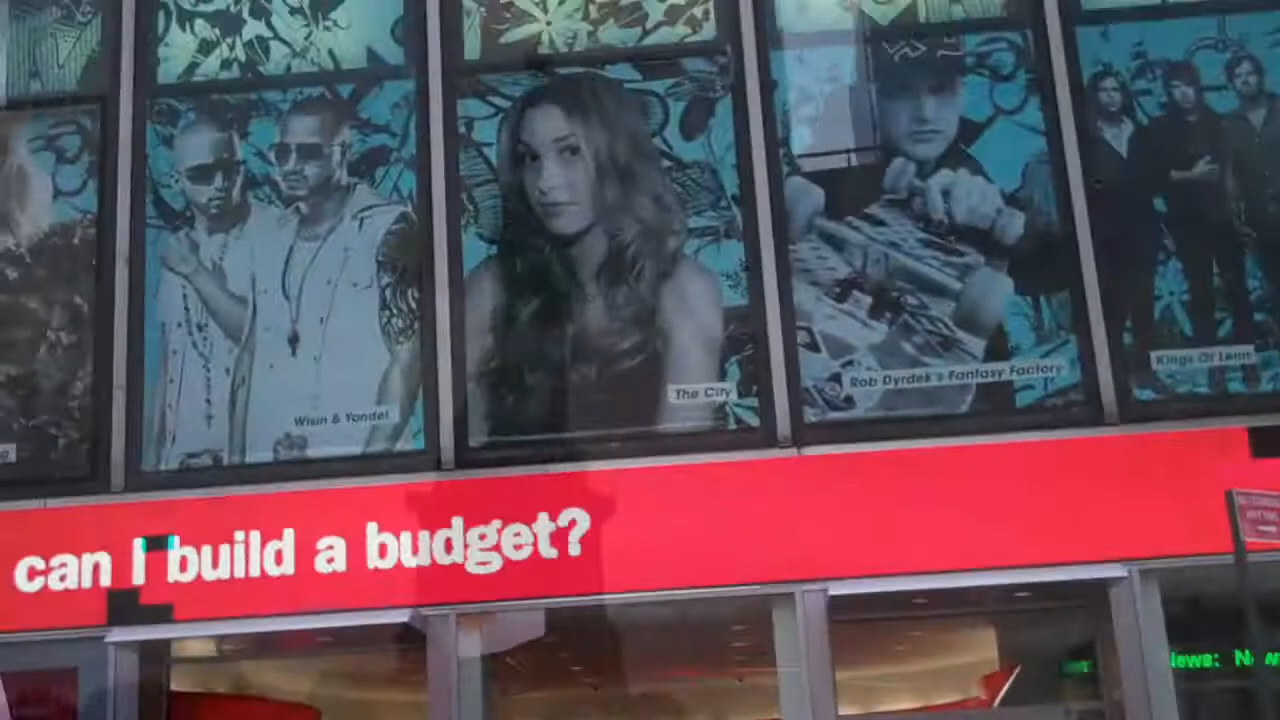 Wisin & Yandel
The City
Rob Dyrdek's Fantasy Factory
Kings Of Leon
can I build a budget?
News: